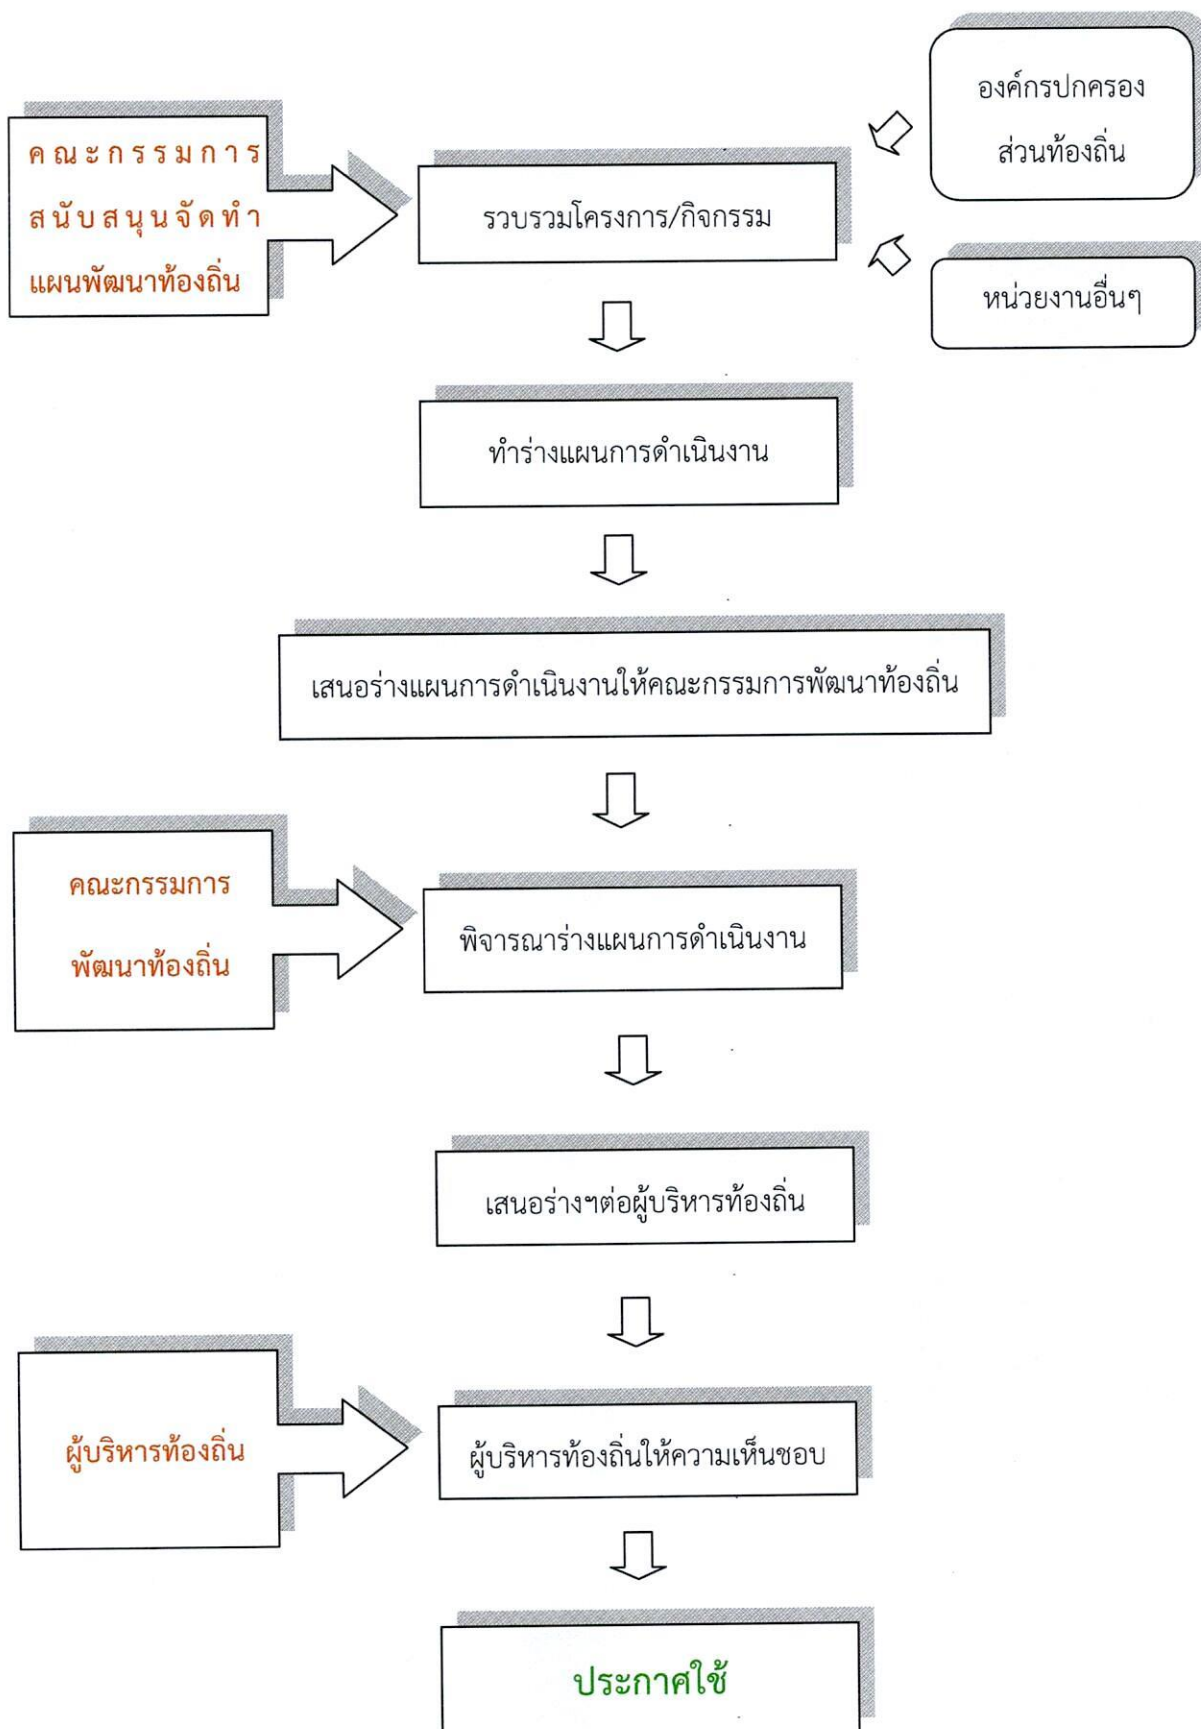 องค์กรปกครอง
ส่วนท้องถิ่น
คณะกรรมการ
สนับสนุนจัดทำ
แผนพัฒนาท้องถิ่น
รวบรวมโครงการ/กิจกรรม
หน่วยงานอื่นๆ
ทำร่างแผนการดำเนินงาน
เสนอร่างแผนการดำเนินงานให้คณะกรรมการพัฒนาท้องถิ่น
คณะกรรมการ
พัฒนาท้องถิ่น
พิจารณาร่างแผนการดำเนินงาน
เสนอร่างฯต่อผู้บริหารท้องถิ่น
ผู้บริหารท้องถิ่น
ผู้บริหารท้องถิ่นให้ความเห็นชอบ
ประกาศใช้